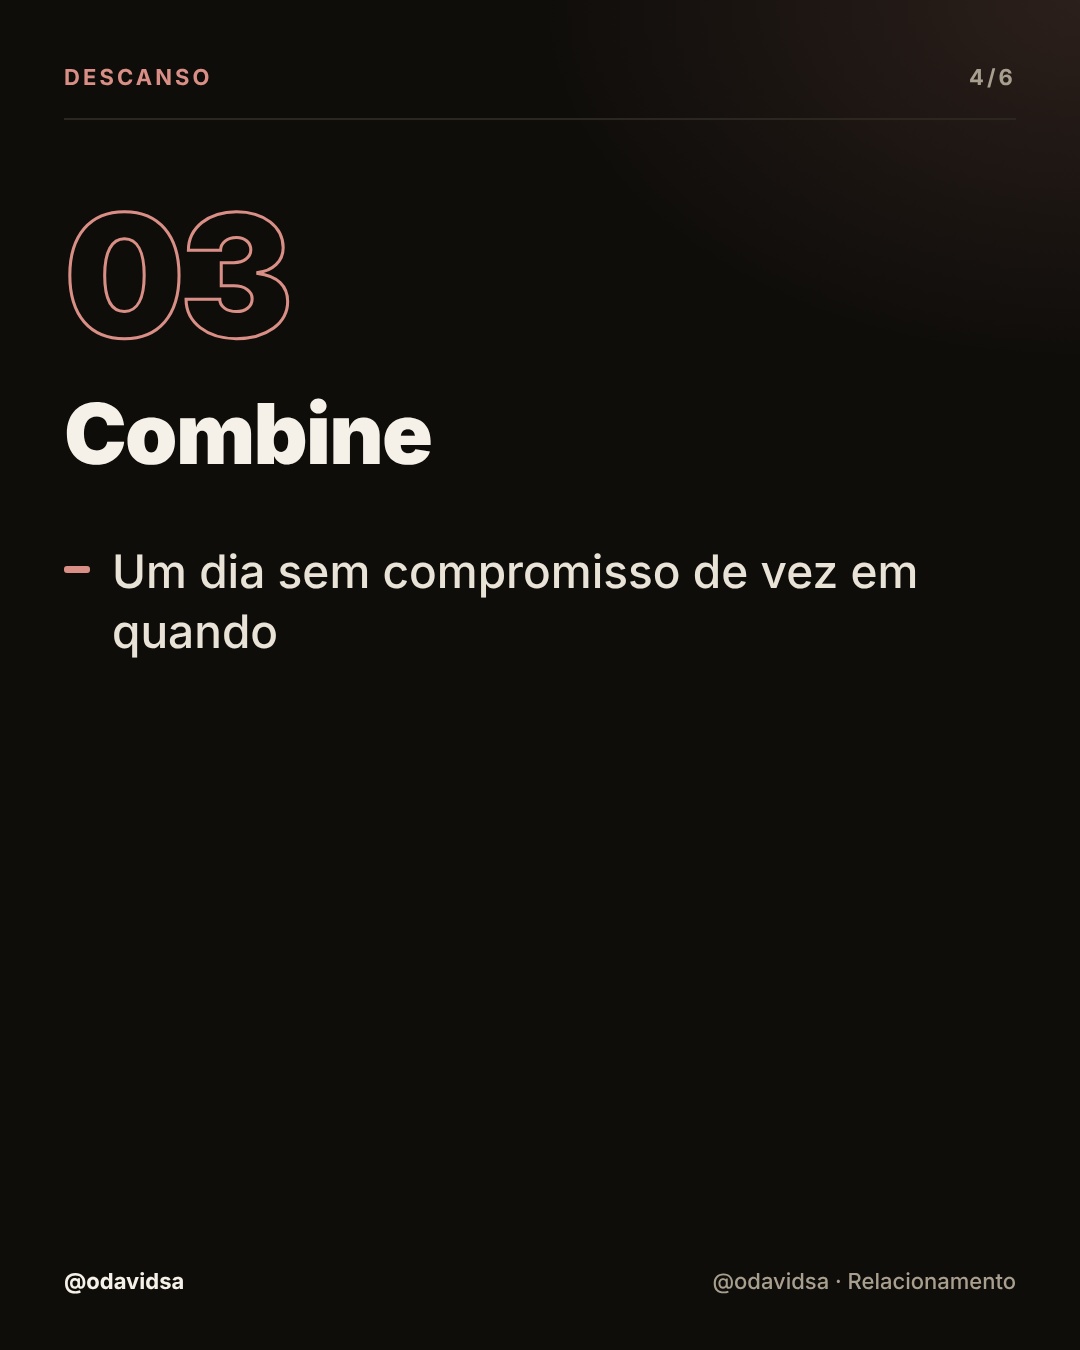 DESCANSO
4/6
03
Combine
Um dia sem compromisso de vez em
quando
@odavidsa
@odavidsa · Relacionamento